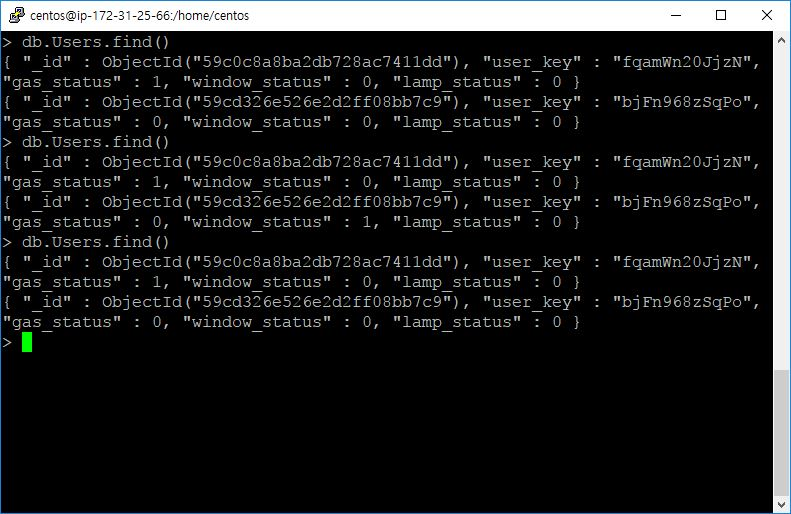 centos@ip-172-31-25-66:/home/centos
> db.Users.find()
{ "_id" : ObjectId("59c0c8a8ba2db728ac7411dd"), "user_key" : "fqamWn20JjzN",
"gas_status" : 1, "window_status" : 0, "lamp_status" : 0 }
{ "_id" : ObjectId("59cd326e526e2d2ff08bb7c9"), "user_key" : "bjFn968zSqPo",
"gas_status" : 0, "window_status" : 0, "lamp_status" : 0 }
> db.Users.find()
{ "_id" : ObjectId("59c0c8a8ba2db728ac7411dd"), "user_key" : "fqamWn20JjzN",
"gas_status" : 1, "window_status" : 0, "lamp_status" : 0 }
{ "_id" : ObjectId("59cd326e526e2d2ff08bb7c9"), "user_key" : "bjFn968zSqPo",
"gas_status" : 0, "window_status" : 1, "lamp_status" : 0 }
> db.Users.find()
{ "_id" : ObjectId("59c0c8a8ba2db728ac7411dd"), "user_key" : "fqamWn20JjzN",
"gas_status" : 1, "window_status" : 0, "lamp_status" : 0 }
{ "_id" : ObjectId("59cd326e526e2d2ff08bb7c9"), "user_key" : "bjFn968zSqPo",
"gas_status" : 0, "window_status" : 0, "lamp_status" : 0 }
>